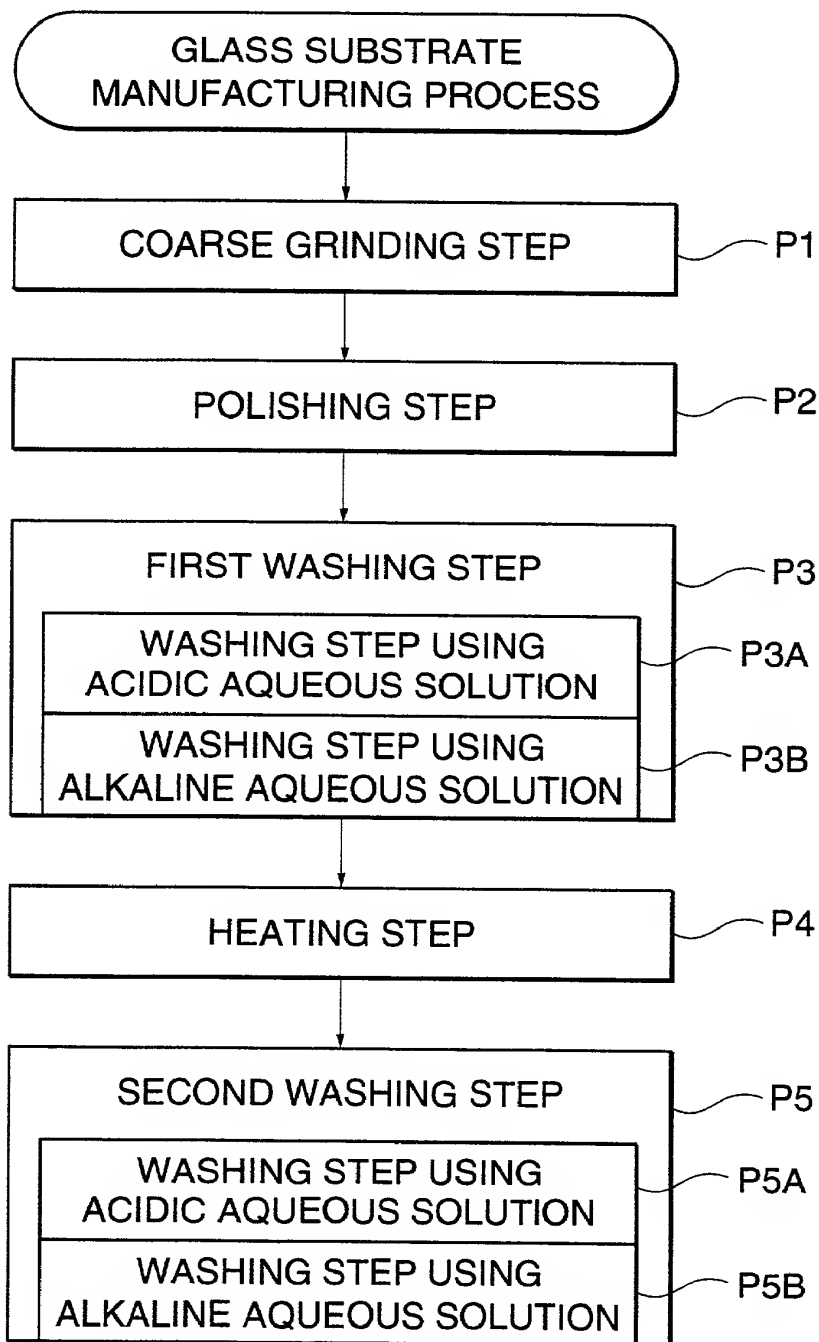 GLASS SUBSTRATE
MANUFACTURING PROCESS
COARSE GRINDING STEP
P1
POLISHING STEP
P2
FIRST WASHING STEP
P3
WASHING STEP USING
ACIDIC AQUEOUS SOLUTION
P3A
WASHING STEP USING
ALKALINE AQUEOUS SOLUTION
P3B
HEATING STEP
P4
SECOND WASHING STEP
P5
WASHING STEP USING
ACIDIC AQUEOUS SOLUTION
P5A
WASHING STEP USING
ALKALINE AQUEOUS SOLUTION
P5B